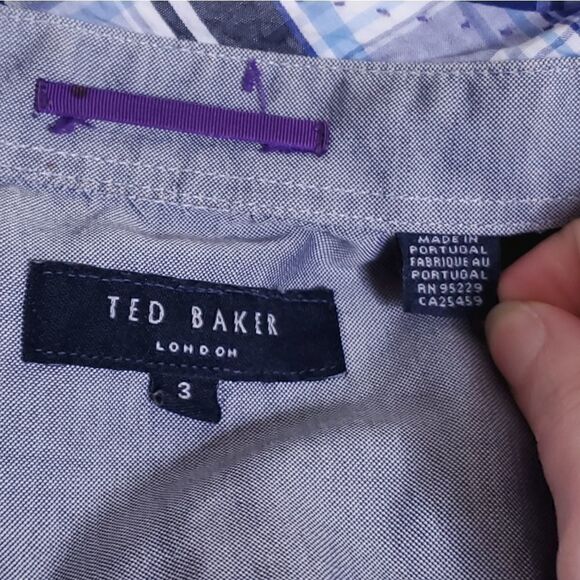 TED BAKER
LONDON
3
MADE IN
PORTUGAL
FABRIQUE AU
PORTUGAL
RN 95229
CA25459